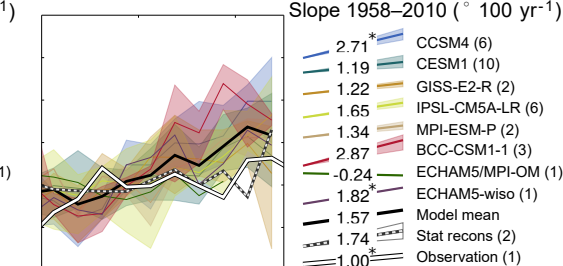 ¹)
Slope 1958–2010 (° 100 yr⁻¹)
2.71* CCSM4 (6)
1.19 CESM1 (10)
1.22 GISS-E2-R (2)
1.65 IPSL-CM5A-LR (6)
1.34 MPI-ESM-P (2)
2.87 BCC-CSM1-1 (3)
¹)
-0.24 ECHAM5/MPI-OM (1)
1.82* ECHAM5-wiso (1)
1.57 Model mean
1.74 Stat recons (2)
1.00* Observation (1)